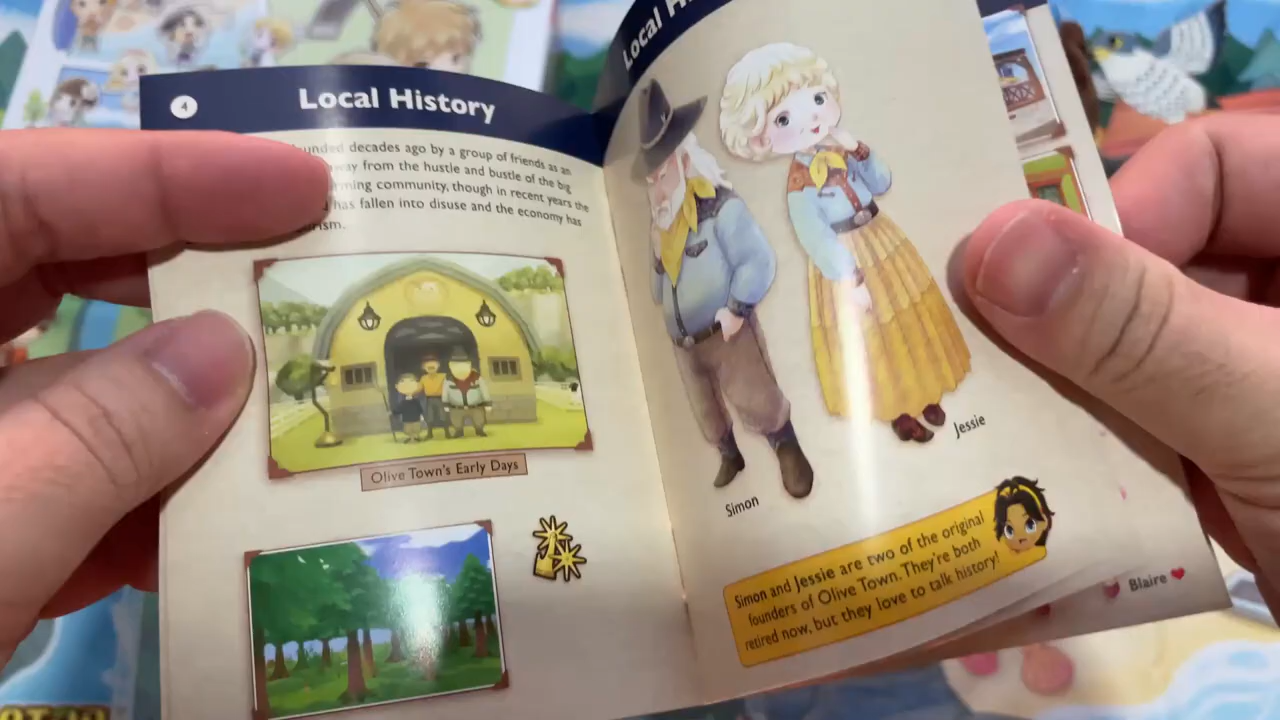 4
Local History
ounded decades ago by a group of friends as an
way from the hustle and bustle of the big
rming community, though in recent years the
has fallen into disuse and the economy has
rism.
Olive Town's Early Days
Local Hi
Simon
Jessie
Simon and Jessie are two of the original
founders of Olive Town. They're both
retired now, but they love to talk history!
Blaire